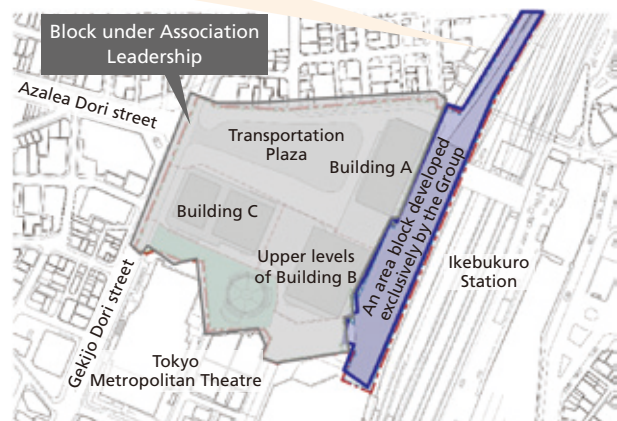 Block under Association
Leadership
Azalea Dori street
Transportation
Plaza
Building A
Building C
Upper levels
of Building B
An area block developed
exclusively by the Group
Ikebukuro
Station
Gekijo Dori street
Tokyo
Metropolitan Theatre